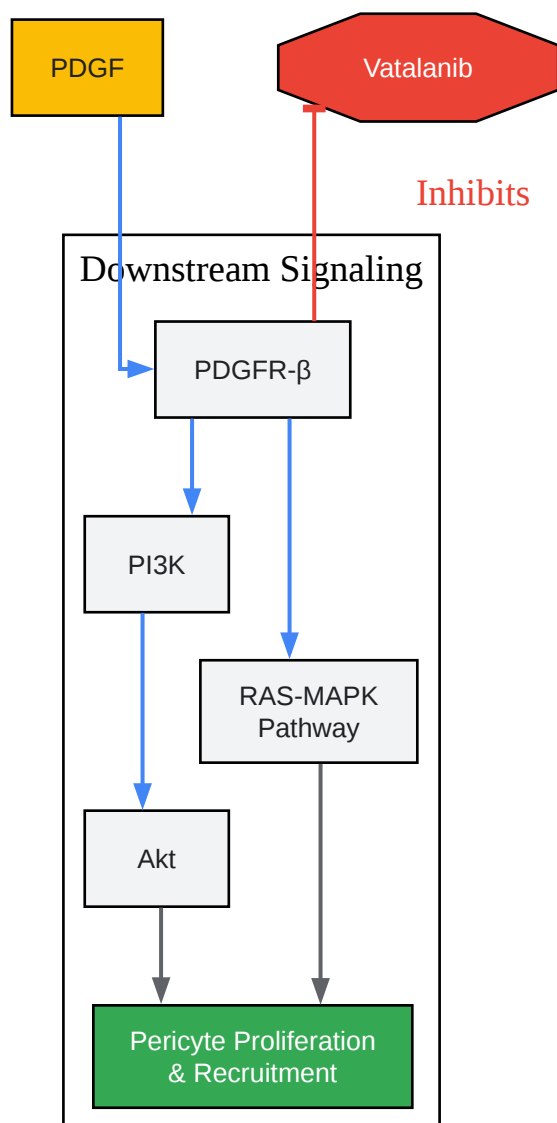 PDGF
Vatalanib
Inhibits
Downstream Signaling
PDGFR-β
PI3K
RAS-MAPK
Pathway
Akt
Pericyte Proliferation
& Recruitment